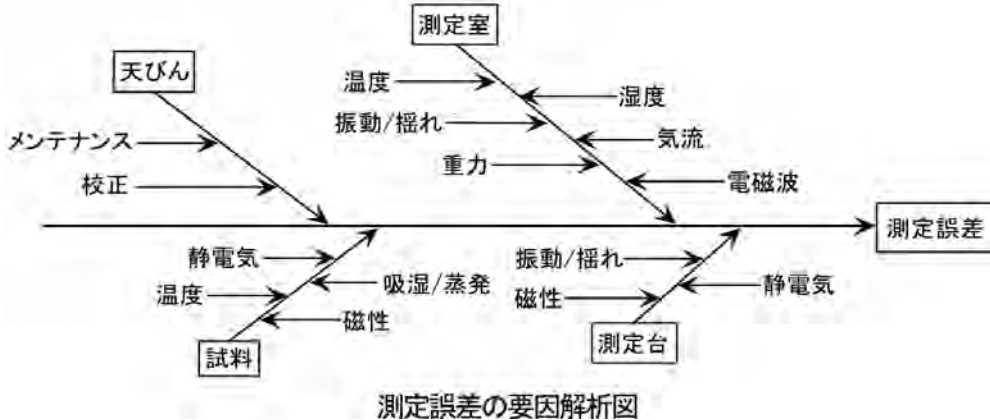 測定室
天びん
温度
湿度
振動/揺れ
気流
メンテナンス
重力
校正
電磁波
測定誤差
静電気
振動/揺れ
吸湿/蒸発
静電気
温度
磁性
磁性
試料
測定台
測定誤差の要因解析図